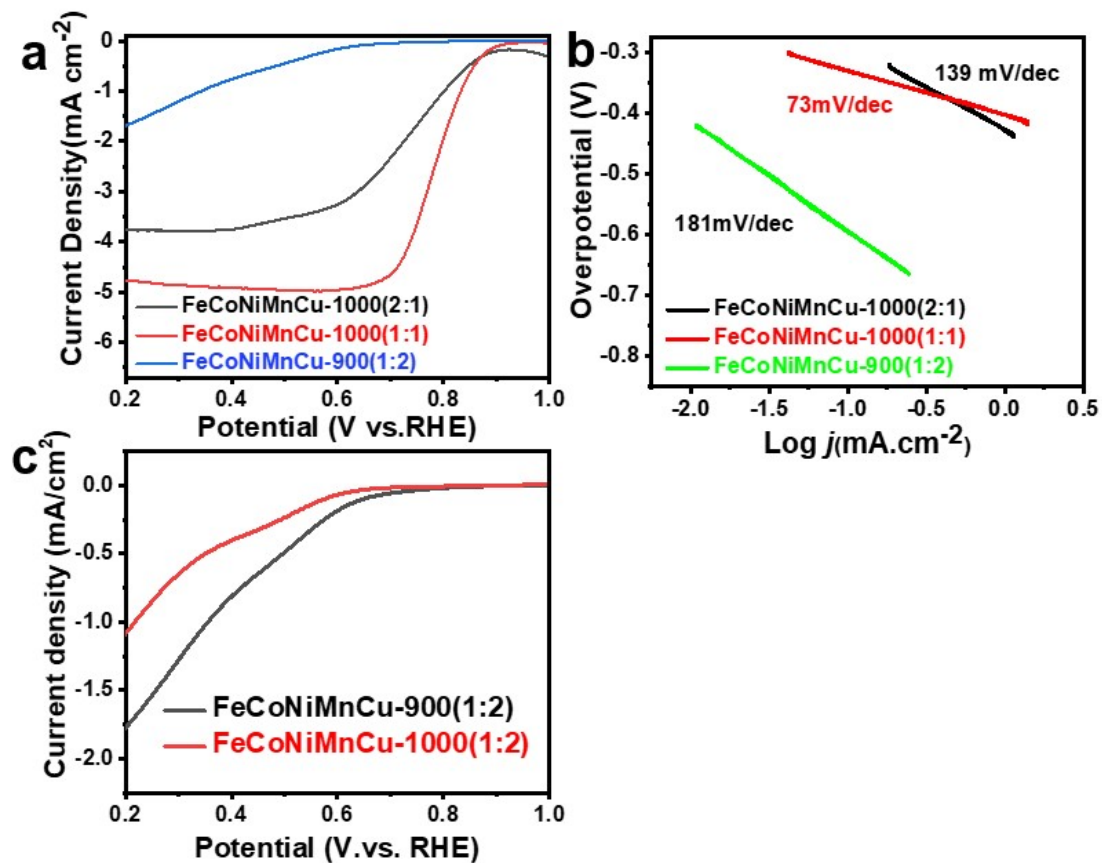 a
Current Density(mA cm-2)
0
-1
-2
-3
-4
-5
-6
FeCoNiMnCu-1000(2:1)
FeCoNiMnCu-1000(1:1)
FeCoNiMnCu-900(1:2)
0.2 0.4 0.6 0.8 1.0
Potential (V vs.RHE)
b
Overpotential (V)
-0.3
-0.4
-0.5
-0.6
-0.7
-0.8
139 mV/dec
73mV/dec
181mV/dec
FeCoNiMnCu-1000(2:1)
FeCoNiMnCu-1000(1:1)
FeCoNiMnCu-900(1:2)
-2.0 -1.5 -1.0 -0.5 0.0 0.5
Log j(mA.cm-2)
c
Current density (mA/cm2)
0.0
-0.5
-1.0
-1.5
-2.0
FeCoNiMnCu-900(1:2)
FeCoNiMnCu-1000(1:2)
0.2 0.4 0.6 0.8 1.0
Potential (V.vs. RHE)